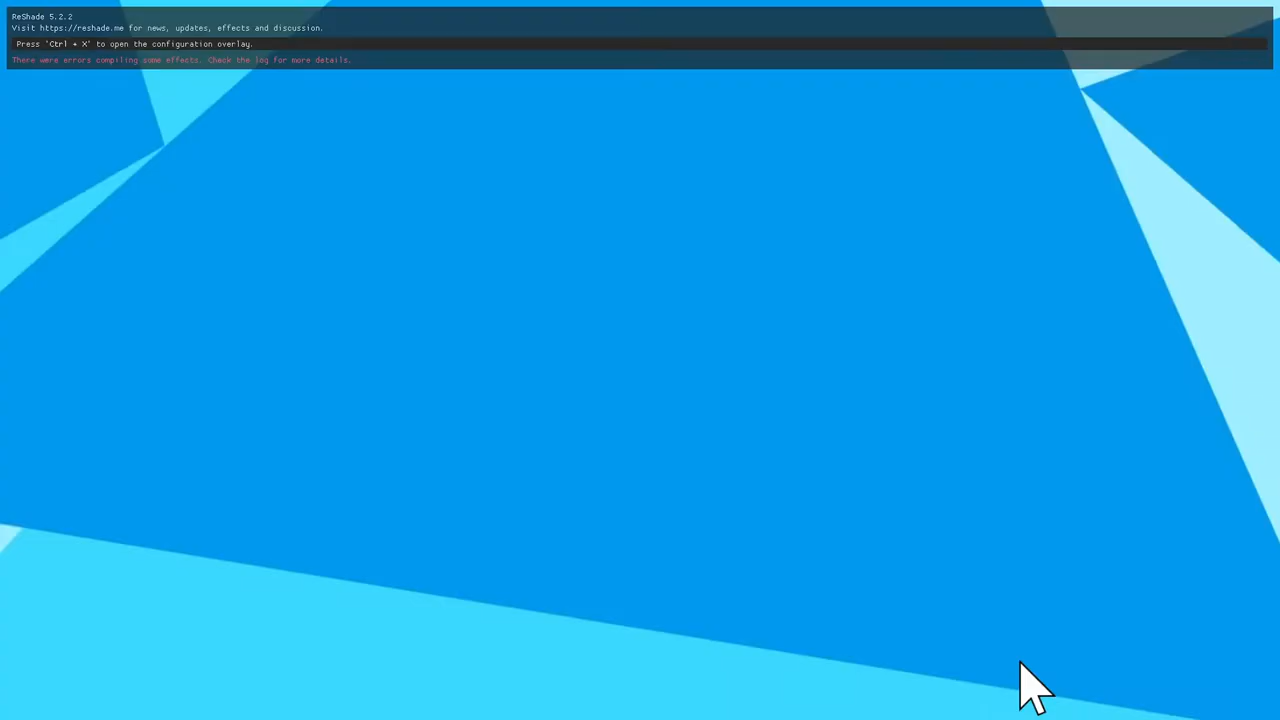 ReShade 5.2.2
Visit https://reshade.me for news, updates, effects and discussion.
Press 'Ctrl + X' to open the configuration overlay.
There were errors compiling some effects. Check the log for more details.